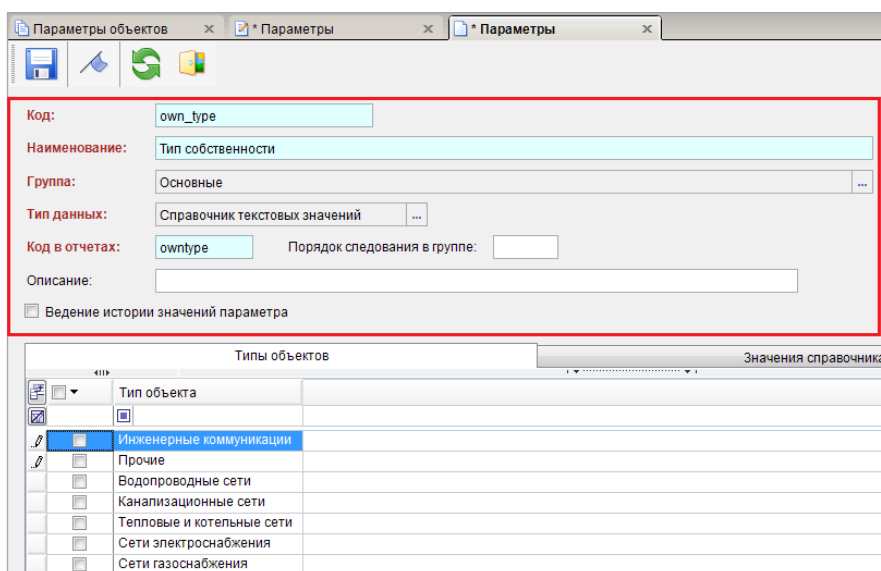 Параметры объектов * Параметры * Параметры
Код: own_type
Наименование: Тип собственности
Группа: Основные ...
Тип данных: Справочник текстовых значений ...
Код в отчетах: owntype Порядок следования в группе:
Описание:
Ведение истории значений параметра
Типы объектов Значения справочника
Тип объекта
Инженерные коммуникации
Прочие
Водопроводные сети
Канализационные сети
Тепловые и котельные сети
Сети электроснабжения
Сети газоснабжения